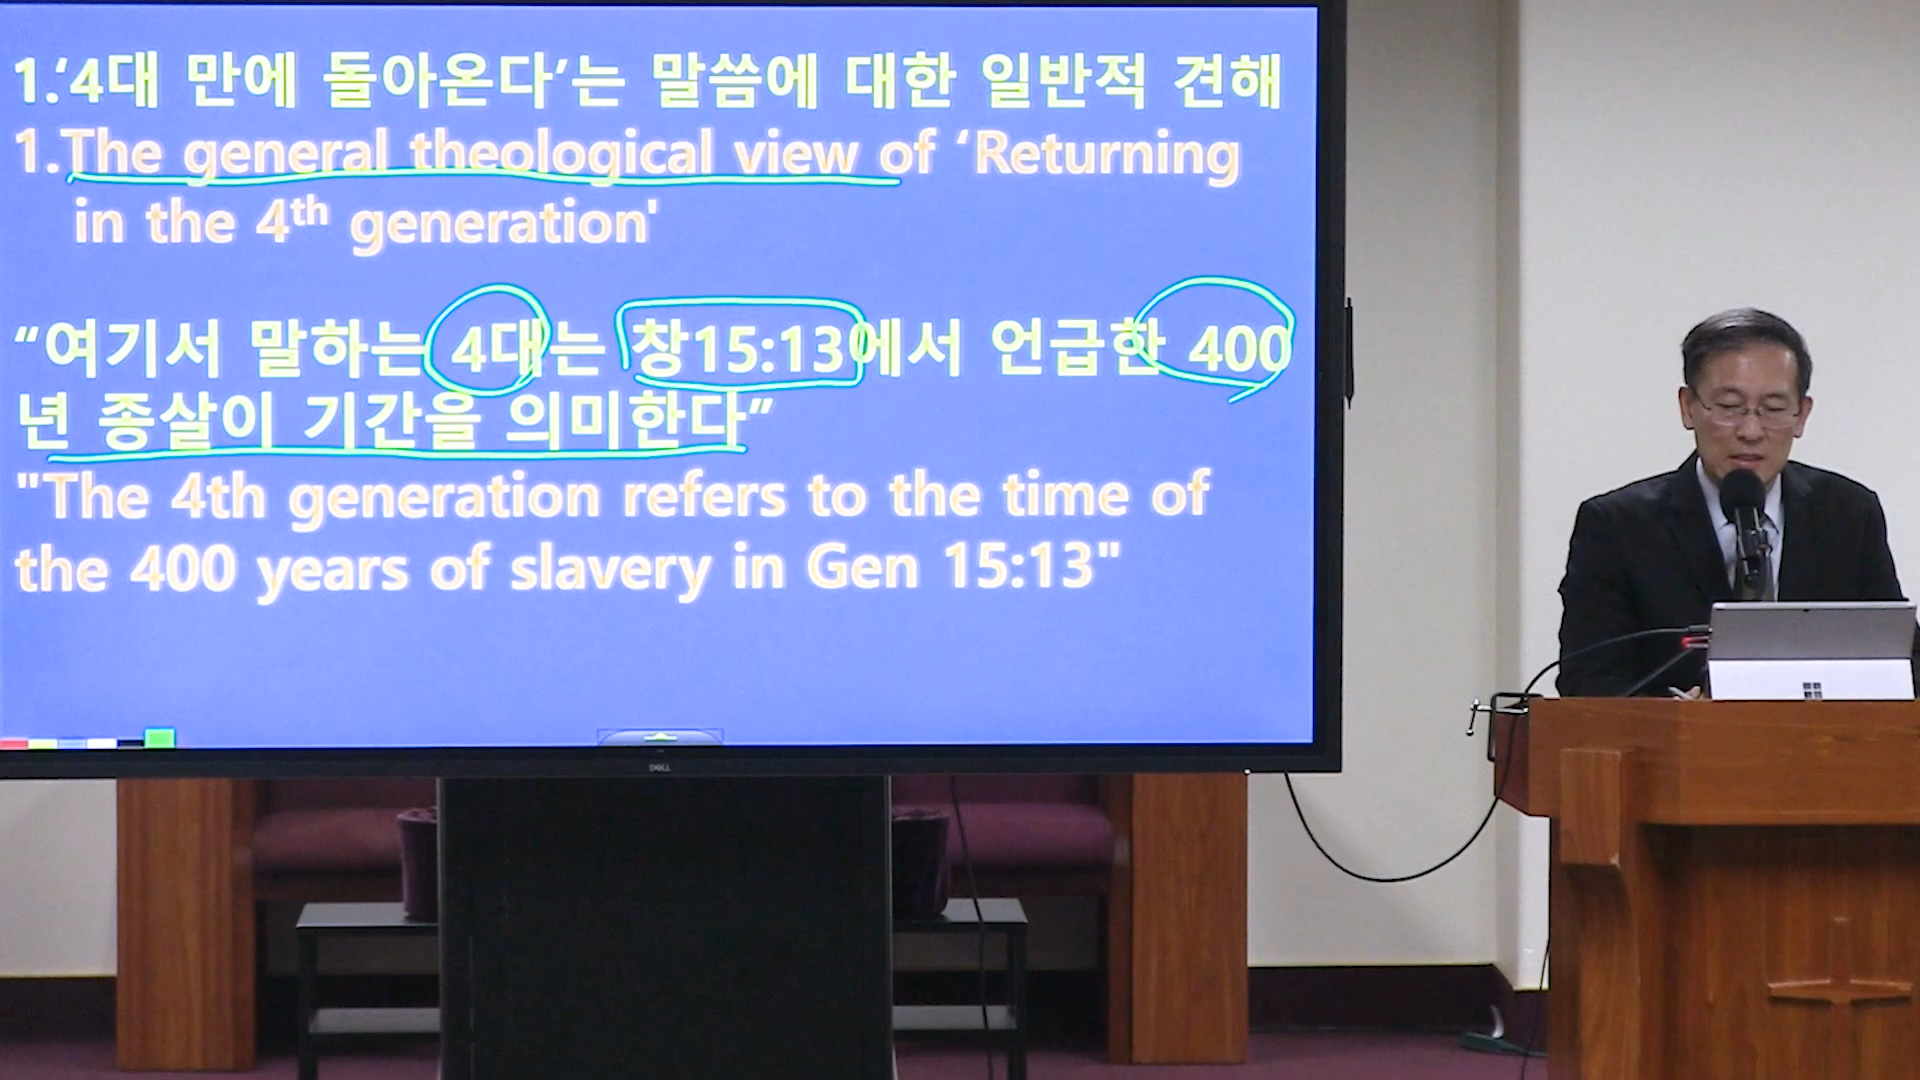 1.‘4대 만에 돌아온다’는 말씀에 대한 일반적 견해
1.The general theological view of ‘Returning
in the 4th generation'
“여기서 말하는 4대는 창15:13에서 언급한 400
년 종살이 기간을 의미한다”
"The 4th generation refers to the time of
the 400 years of slavery in Gen 15:13"
DELL